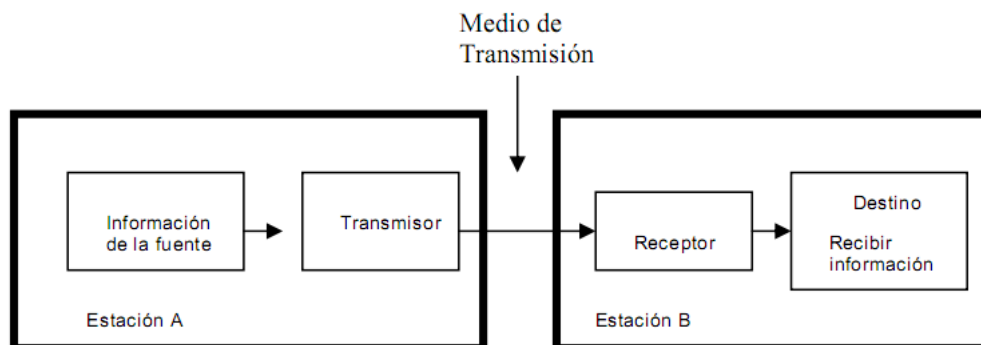 Medio de
Transmisión
Información
de la fuente
Transmisor
Estación A
Receptor
Destino
Recibir
información
Estación B